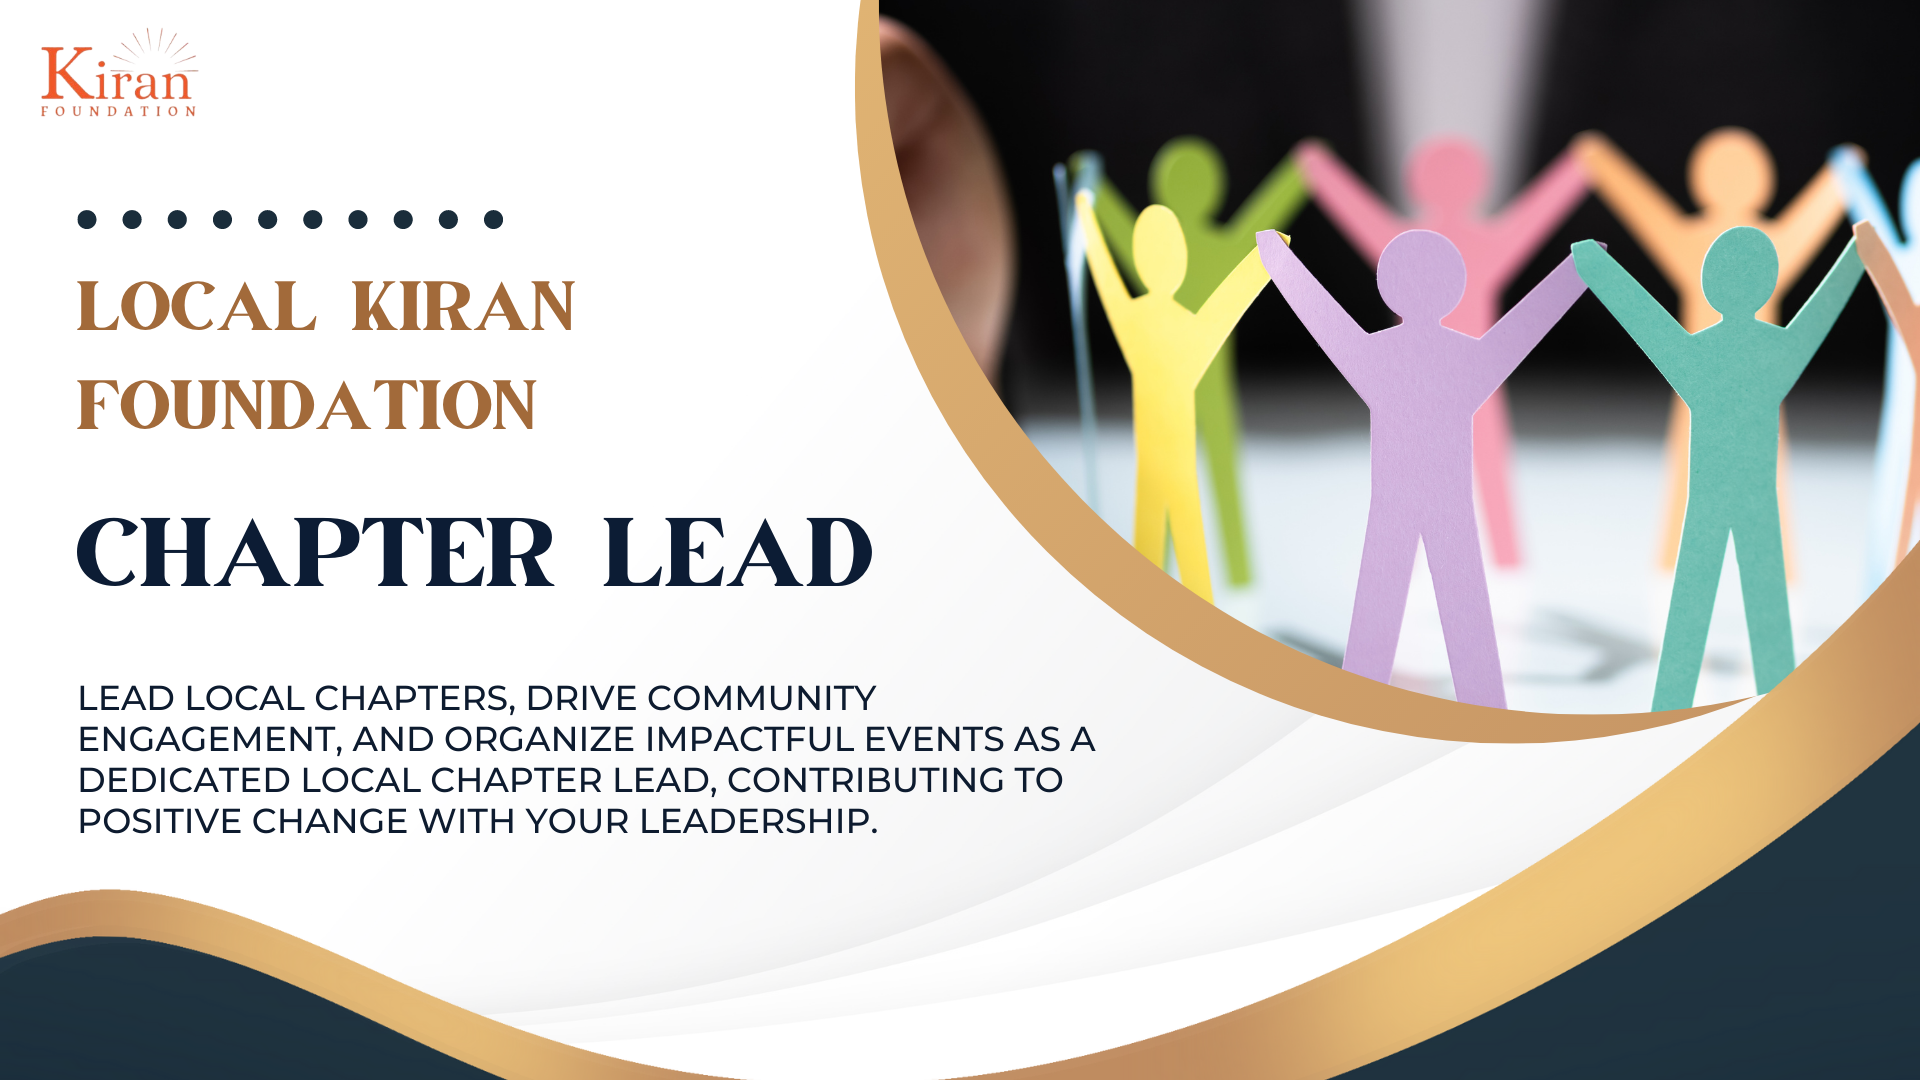 Kiran
FOUNDATION
LOCAL KIRAN
FOUNDATION
CHAPTER LEAD
LEAD LOCAL CHAPTERS, DRIVE COMMUNITY
ENGAGEMENT, AND ORGANIZE IMPACTFUL EVENTS AS A
DEDICATED LOCAL CHAPTER LEAD, CONTRIBUTING TO
POSITIVE CHANGE WITH YOUR LEADERSHIP.